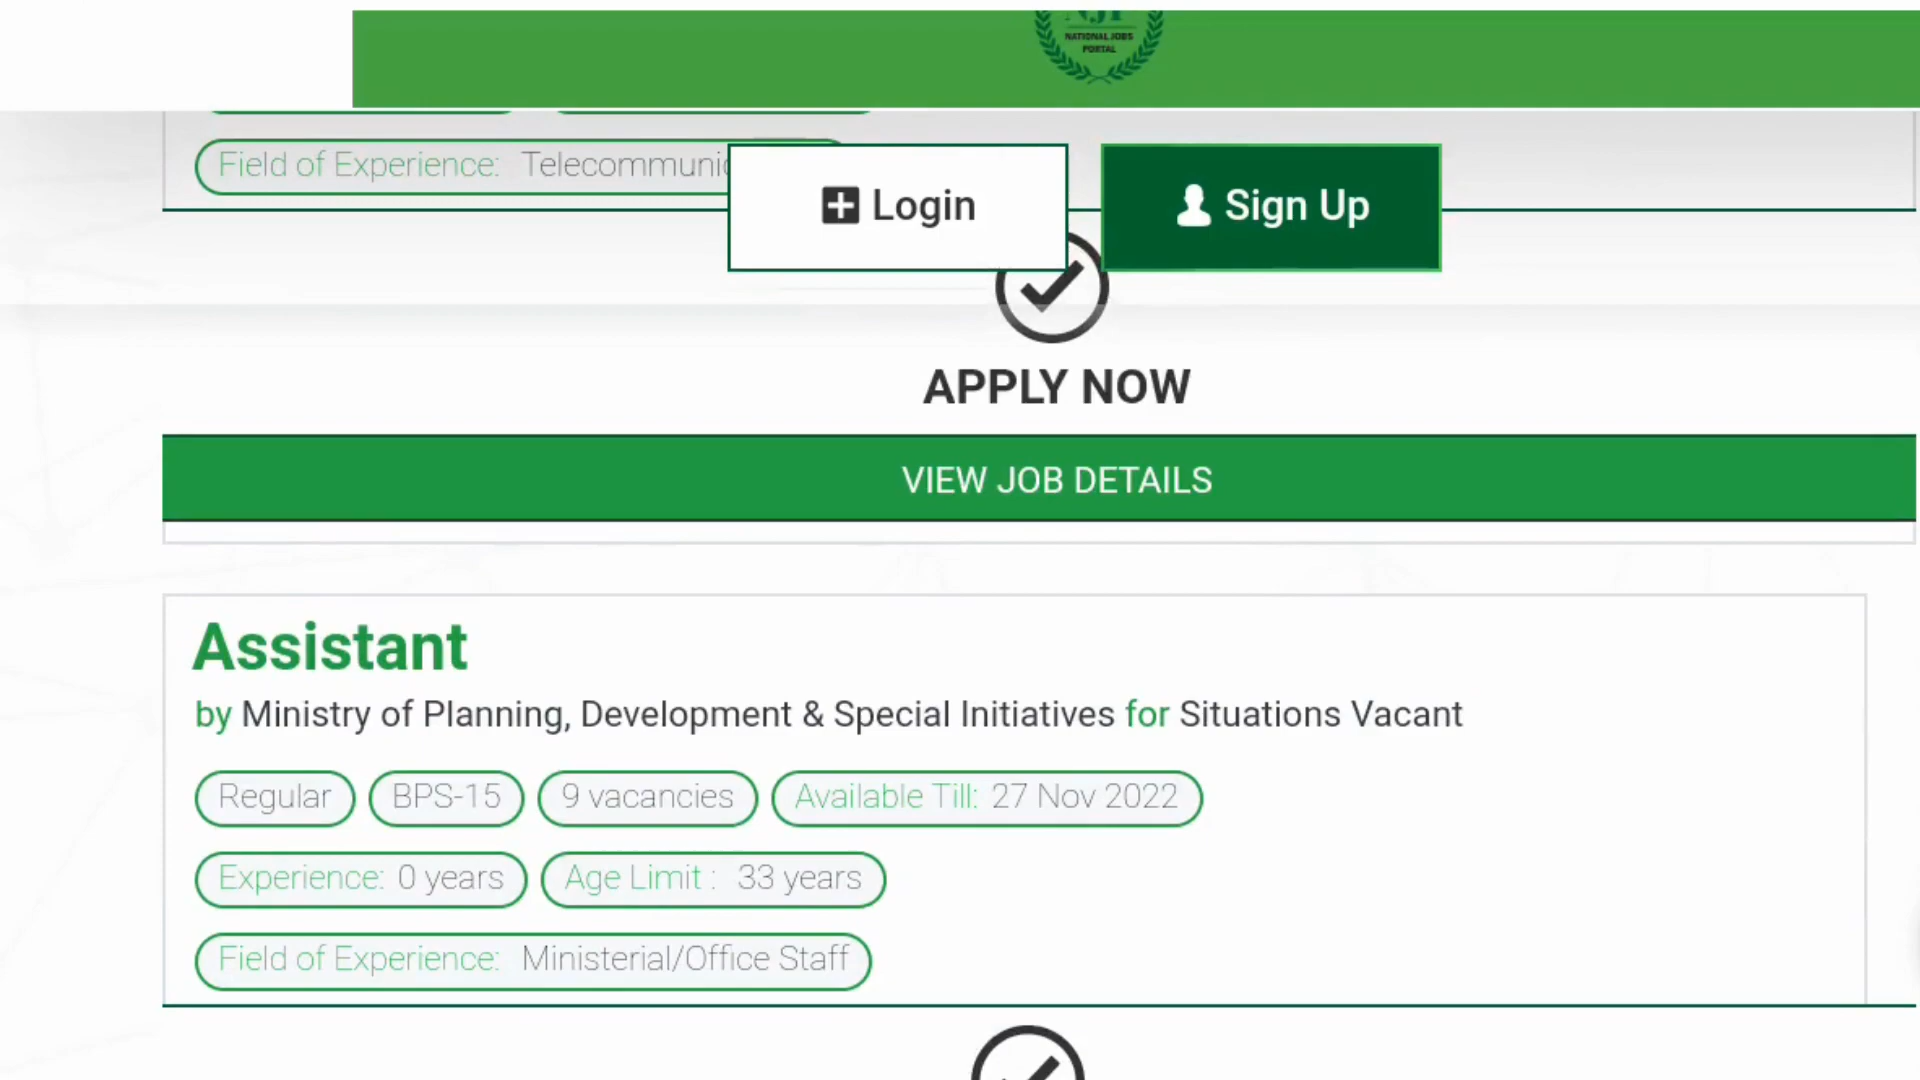 NATIONAL JOBS
PORTAL
Field of Experience:
Login
Sign Up
APPLY NOW
VIEW JOB DETAILS
Assistant
by Ministry of Planning, Development & Special Initiatives for Situations Vacant
Regular BPS-15 9 vacancies Available Till: 27 Nov 2022
Experience: 0 years Age Limit : 33 years
Field of Experience: Ministerial/Office Staff